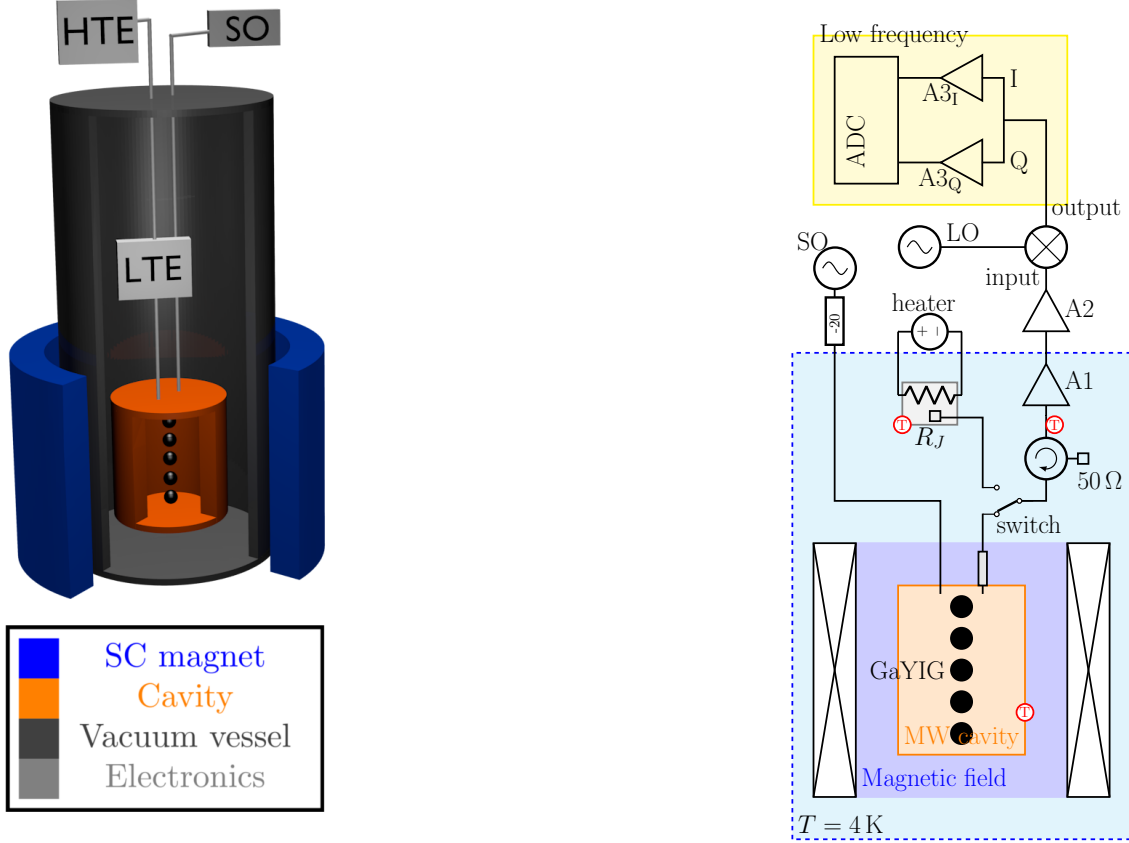 HTE
SO
LTE
SC magnet
Cavity
Vacuum vessel
Electronics
Low frequency
ADC
A3I
I
A3Q
Q
output
SO
LO
input
-20
heater
+ −
A2
A1
T
T
RJ
50 Ω
switch
GaYIG
T
MW cavity
Magnetic field
T = 4 K